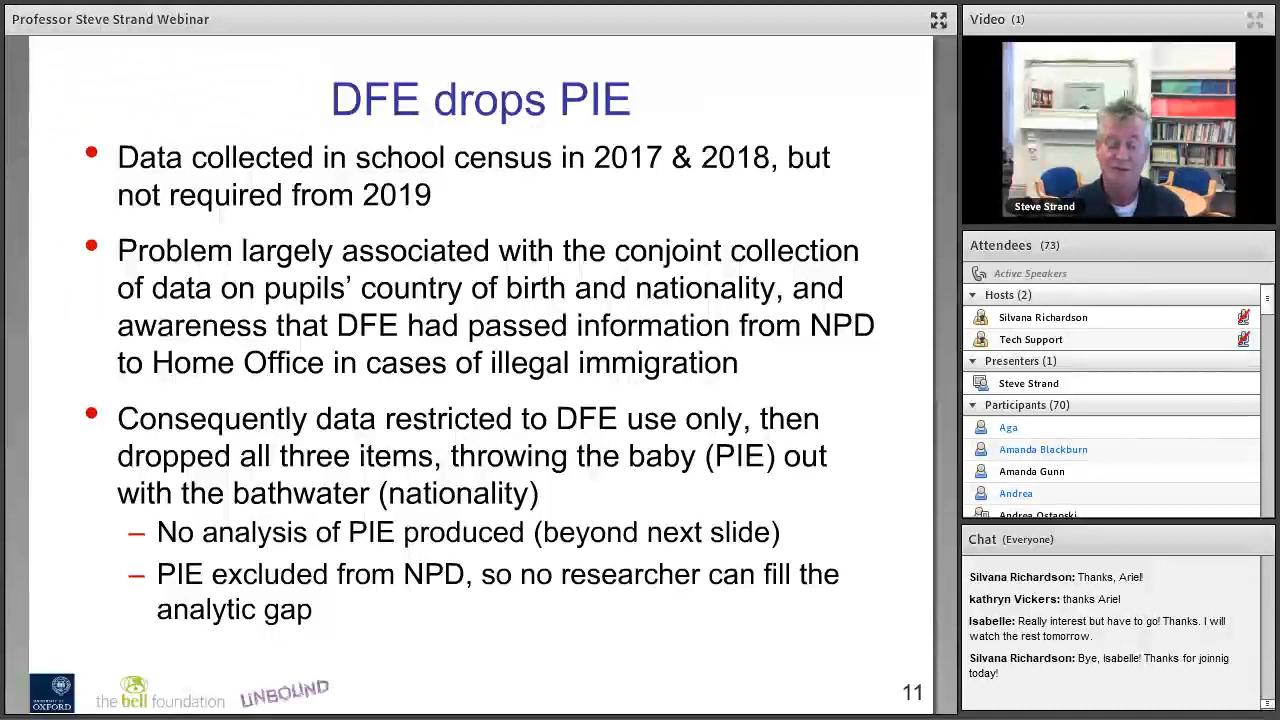 Professor Steve Strand Webinar
DFE drops PIE
Data collected in school census in 2017 & 2018, but
not required from 2019
Problem largely associated with the conjoint collection
of data on pupils’ country of birth and nationality, and
awareness that DFE had passed information from NPD
to Home Office in cases of illegal immigration
Consequently data restricted to DFE use only, then
dropped all three items, throwing the baby (PIE) out
with the bathwater (nationality)
– No analysis of PIE produced (beyond next slide)
– PIE excluded from NPD, so no researcher can fill the
analytic gap
UNIVERSITY OF
OXFORD
the bell foundation
UNBOUND
11
Video (1)
Steve Strand
Attendees (73)
Active Speakers
Hosts (2)
Silvana Richardson
Tech Support
Presenters (1)
Steve Strand
Participants (70)
Aga
Amanda Blackburn
Amanda Gunn
Andrea
Andrea Ostapski
Chat (Everyone)
Silvana Richardson: Thanks, Ariel!
kathryn Vickers: thanks Ariel
Isabelle: Really interest but have to go! Thanks. I will
watch the rest tomorrow.
Silvana Richardson: Bye, Isabelle! Thanks for joinnig
today!